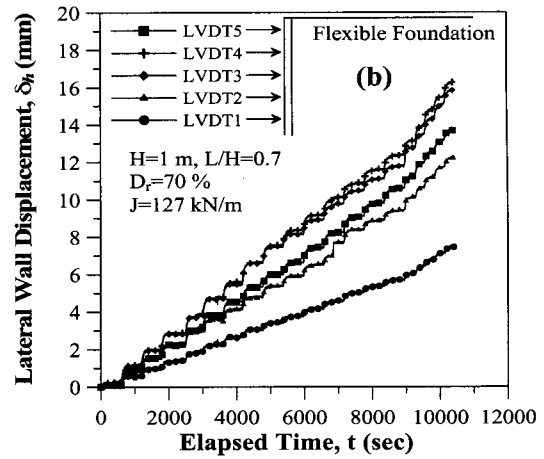 Lateral Wall Displacement, δh (mm)
20
18
16
14
12
10
8
6
4
2
0
LVDT5
LVDT4
LVDT3
LVDT2
LVDT1
Flexible Foundation
(b)
H=1 m, L/H=0.7
Dr=70 %
J=127 kN/m
0 2000 4000 6000 8000 10000 12000
Elapsed Time, t (sec)